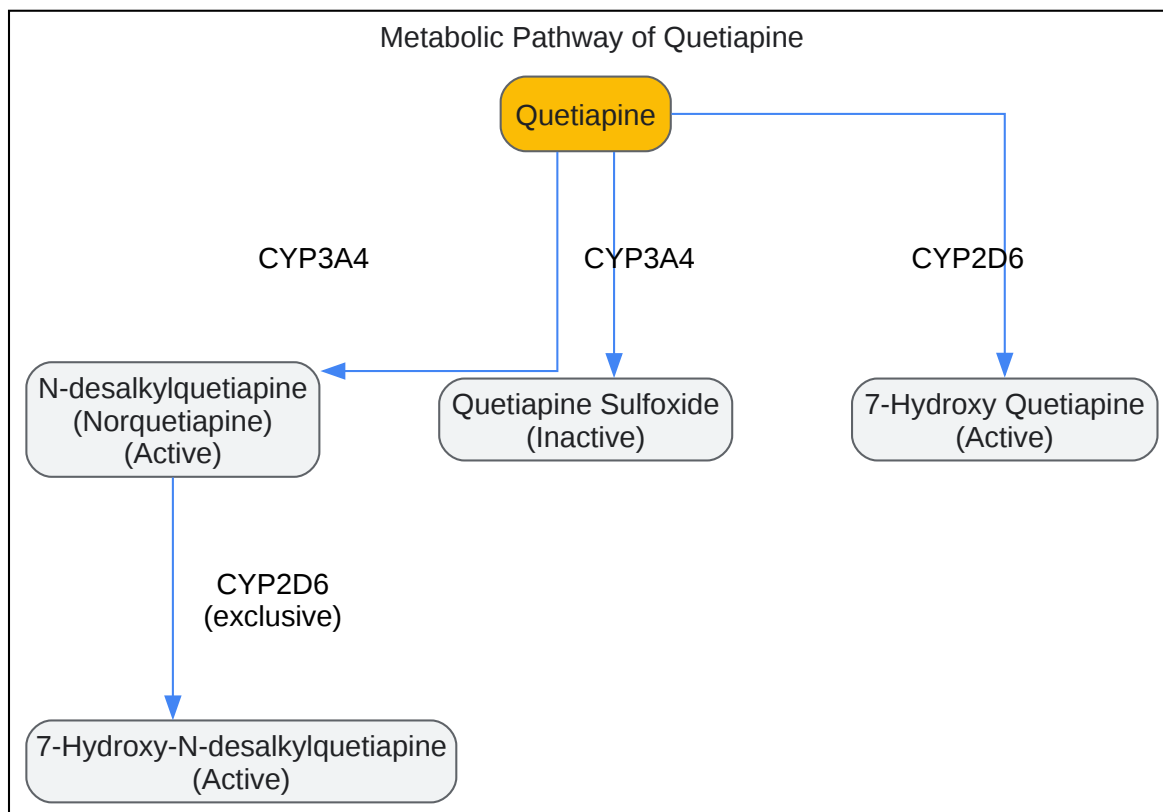 Metabolic Pathway of Quetiapine
Quetiapine
CYP3A4
CYP3A4
CYP2D6
N-desalkylquetiapine
(Norquetiapine)
(Active)
Quetiapine Sulfoxide
(Inactive)
7-Hydroxy Quetiapine
(Active)
CYP2D6
(exclusive)
7-Hydroxy-N-desalkylquetiapine
(Active)